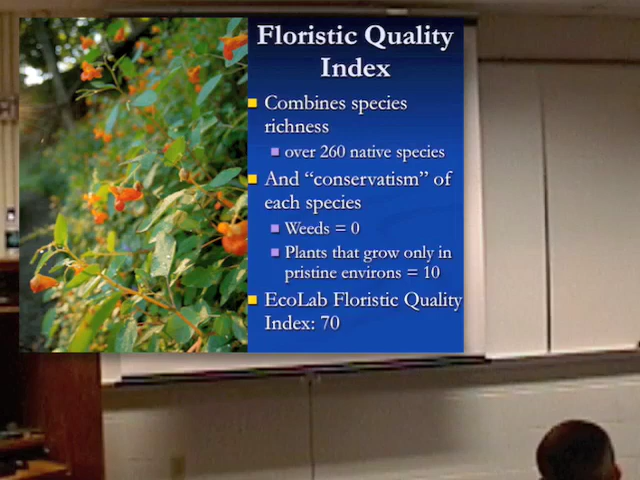 Floristic Quality
Index
Combines species
richness
over 260 native species
And “conservatism” of
each species
Weeds = 0
Plants that grow only in
pristine environs = 10
EcoLab Floristic Quality
Index: 70